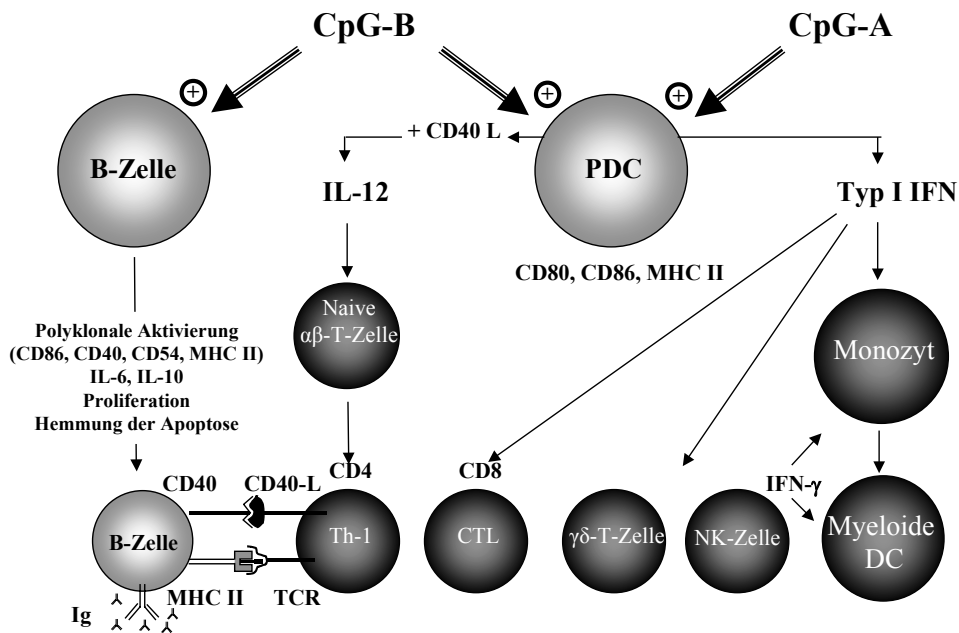 CpG-B
CpG-A
+
+
+
B-Zelle
+ CD40 L
PDC
IL-12
Typ I IFN
CD80, CD86, MHC II
Naive
αβ-T-Zelle
Monozyt
Polyklonale Aktivierung
(CD86, CD40, CD54, MHC II)
IL-6, IL-10
Proliferation
Hemmung der Apoptose
CD40
CD40-L
CD4
CD8
IFN-γ
B-Zelle
Th-1
CTL
γδ-T-Zelle
NK-Zelle
Myeloide
DC
Ig
MHC II
TCR